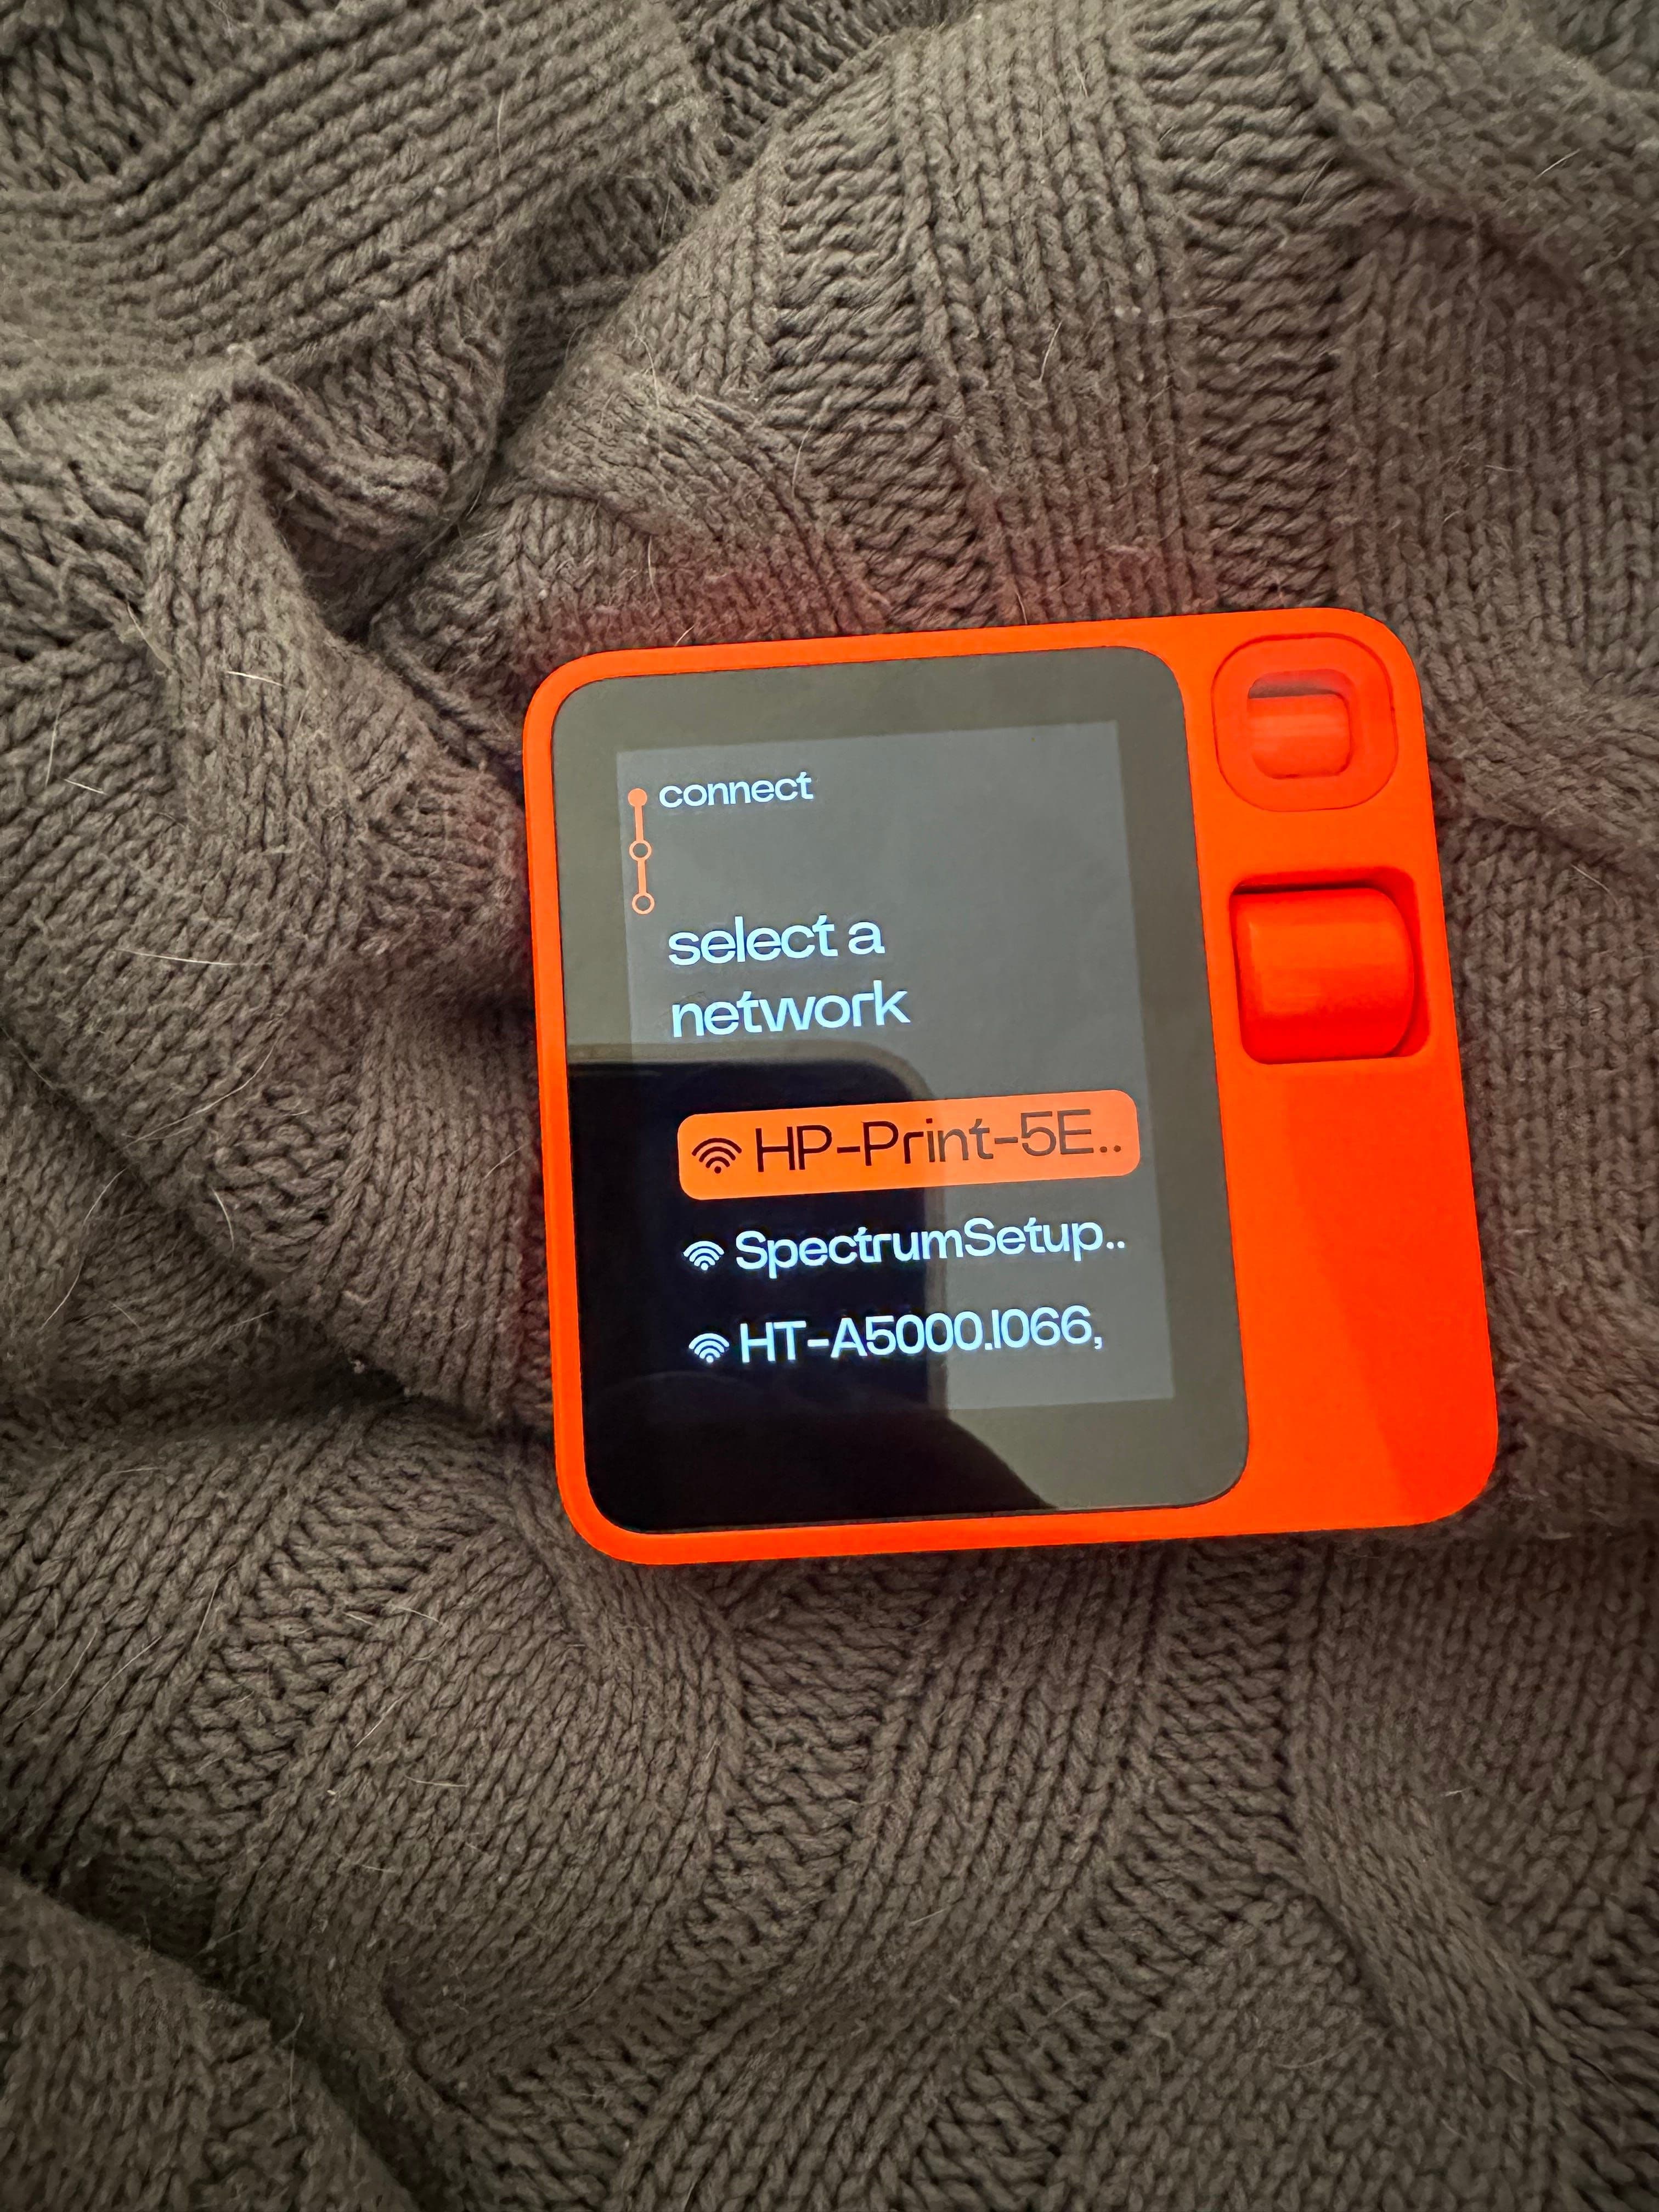 connect
select a
network
HP-Print-5E..
SpectrumSetup..
HT-A5000.I066,